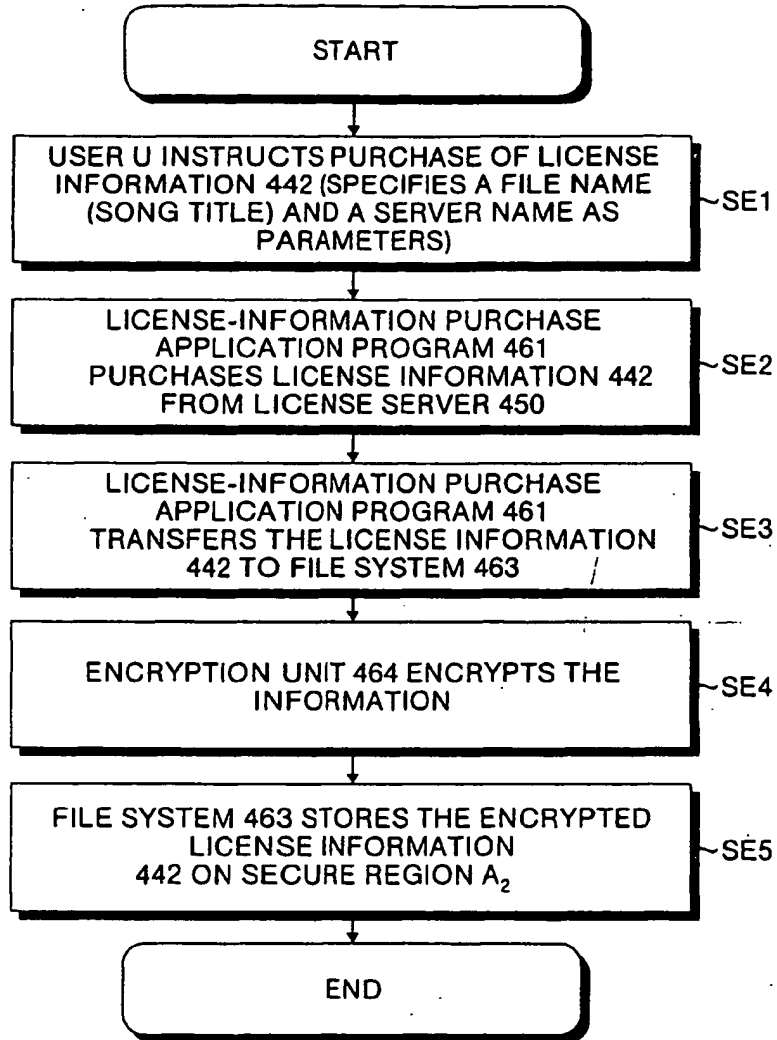 START
USER U INSTRUCTS PURCHASE OF LICENSE
INFORMATION 442 (SPECIFIES A FILE NAME
(SONG TITLE) AND A SERVER NAME AS
PARAMETERS)
~SE1
LICENSE-INFORMATION PURCHASE
APPLICATION PROGRAM 461
PURCHASES LICENSE INFORMATION 442
FROM LICENSE SERVER 450
~SE2
LICENSE-INFORMATION PURCHASE
APPLICATION PROGRAM 461
TRANSFERS THE LICENSE INFORMATION
442 TO FILE SYSTEM 463
~SE3
ENCRYPTION UNIT 464 ENCRYPTS THE
INFORMATION
~SE4
FILE SYSTEM 463 STORES THE ENCRYPTED
LICENSE INFORMATION
442 ON SECURE REGION A₂
~SE5
END